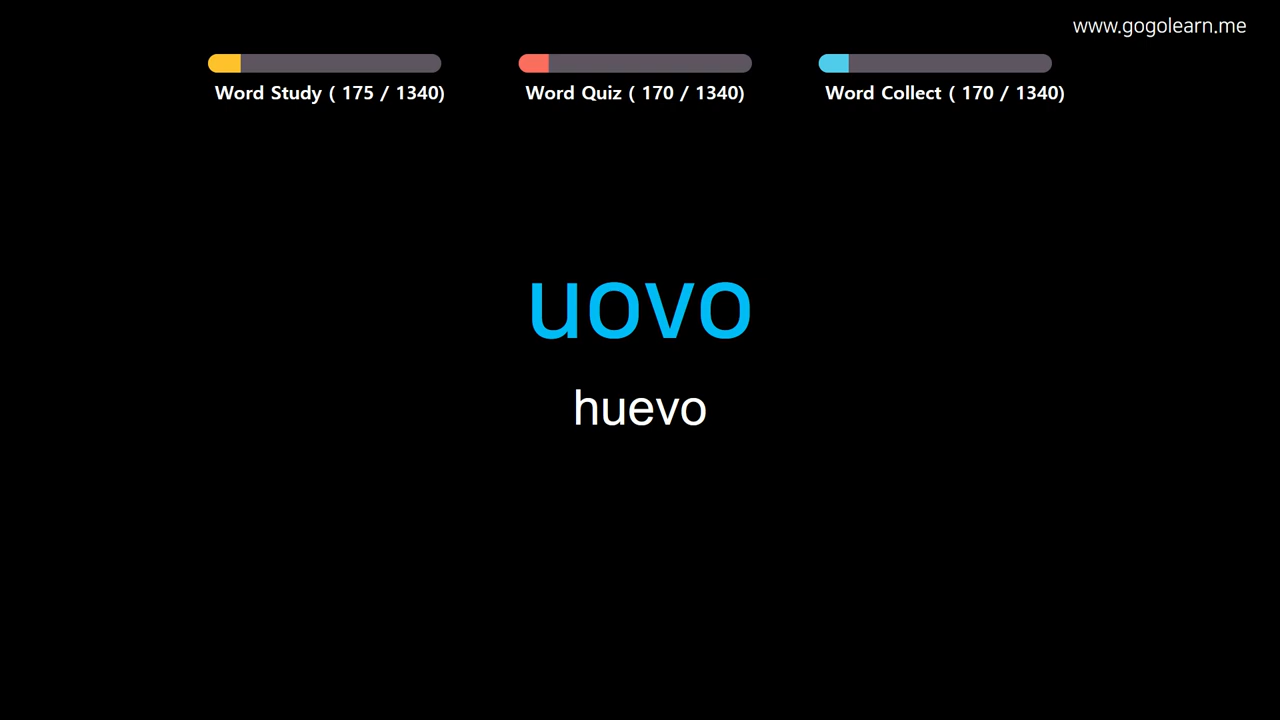 www.gogolearn.me
Word Study ( 175 / 1340)
Word Quiz ( 170 / 1340)
Word Collect ( 170 / 1340)
uovo
huevo